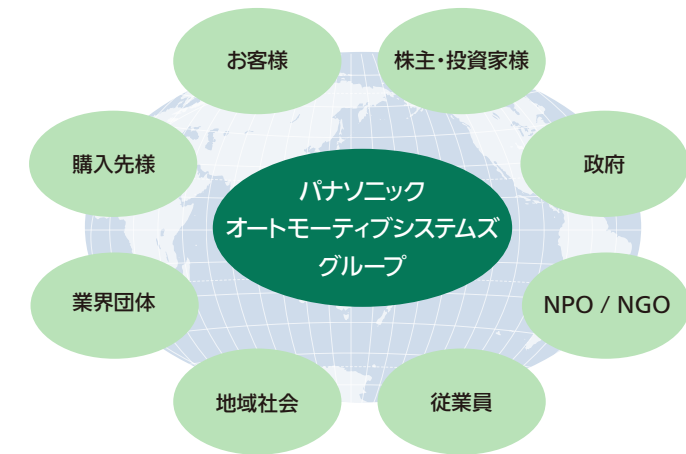 お客様
株主・投資家様
購入先様
政府
パナソニック
オートモーティブシステムズ
グループ
業界団体
NPO / NGO
地域社会
従業員